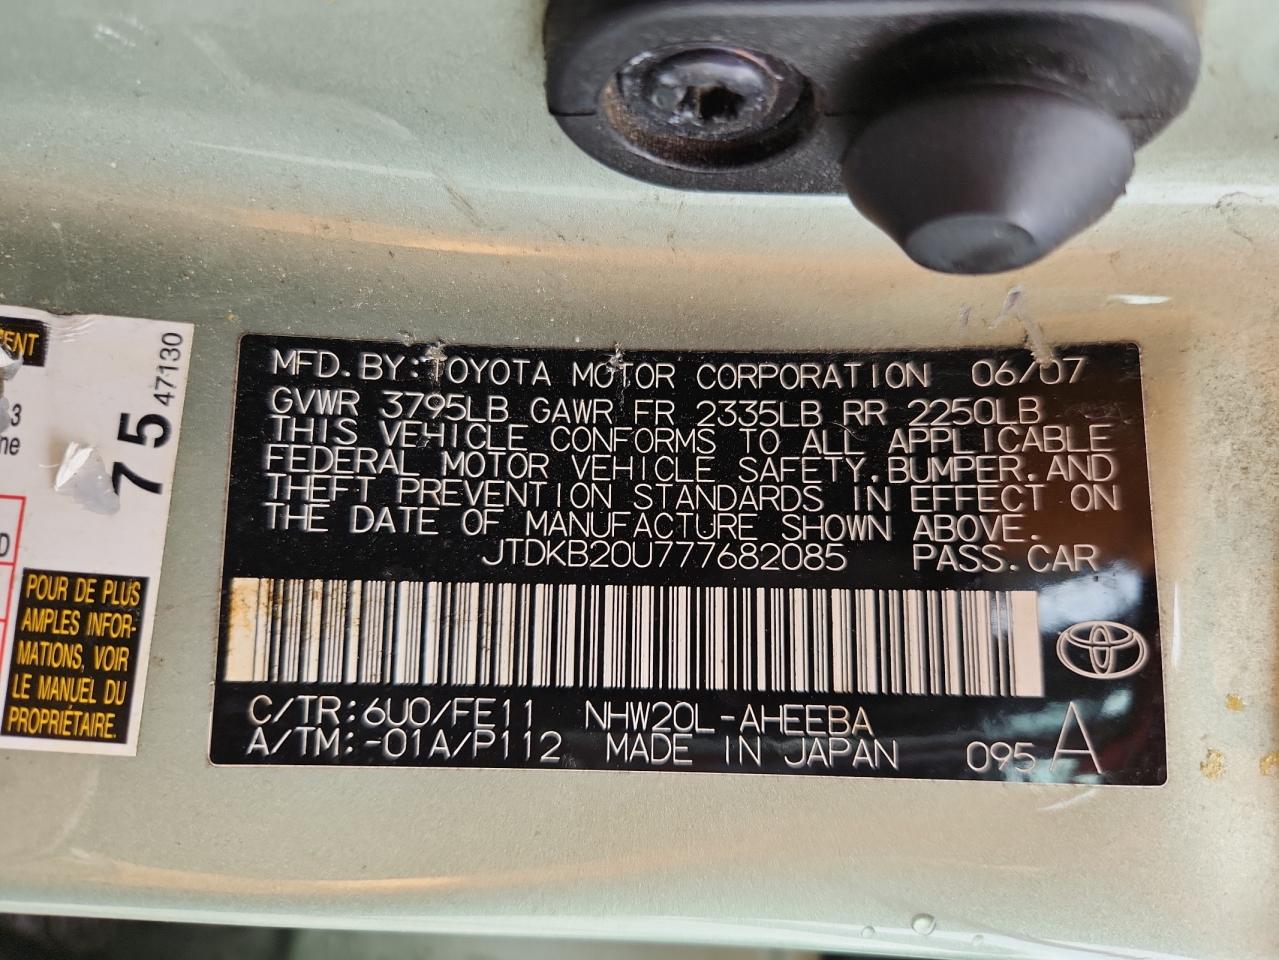 MFD. BY: TOYOTA MOTOR CORPORATION 06/07
GVWR 3795LB GAWR FR 2335LB RR 2250LB
THIS VEHICLE CONFORMS TO ALL APPLICABLE
FEDERAL MOTOR VEHICLE SAFETY, BUMPER, AND
THEFT PREVENTION STANDARDS IN EFFECT ON
THE DATE OF MANUFACTURE SHOWN ABOVE.
JTDKB20U777682085 PASS. CAR
C/TR: 6U0/FE11 NHW20L-AHEEBA
A/TM: -01A/P112 MADE IN JAPAN 095 A
47130
75
3
POUR DE PLUS
AMPLES INFOR-
MATIONS, VOIR
LE MANUEL DU
PROPRIÉTAIRE.